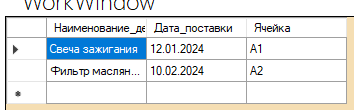 WorkWindow
Наименование_де Дата_поставки Ячейка
Свеча зажигания 12.01.2024 A1
Фильтр маслян... 10.02.2024 A2